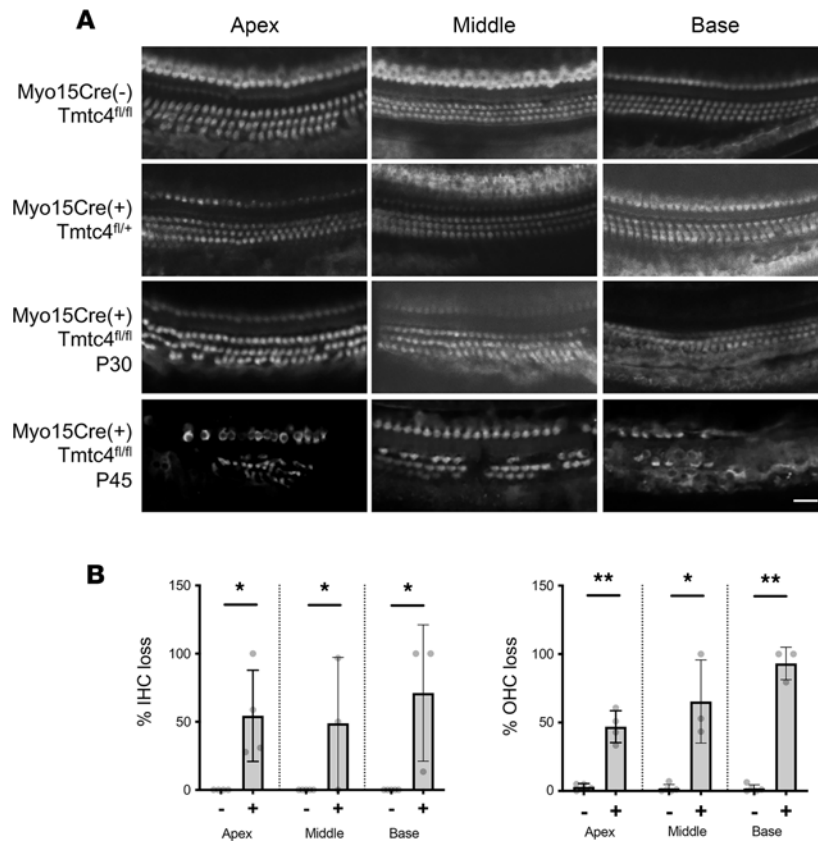 A
Apex Middle Base
Myo15Cre(-)
Tmtc4fl/fl
Myo15Cre(+)
Tmtc4fl/+
Myo15Cre(+)
Tmtc4fl/fl
P30
Myo15Cre(+)
Tmtc4fl/fl
P45
B
% IHC loss
150
100
50
0
* * *
- + - + - +
Apex Middle Base
% OHC loss
150
100
50
0
** * **
- + - + - +
Apex Middle Base